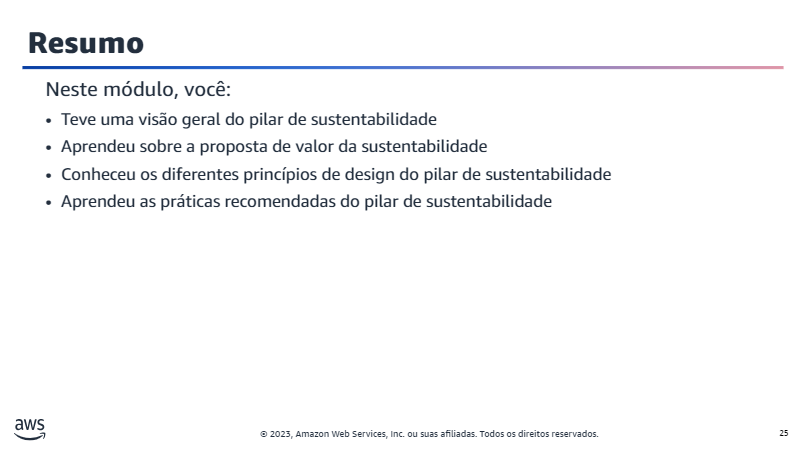 Resumo
Neste módulo, você:
• Teve uma visão geral do pilar de sustentabilidade
• Aprendeu sobre a proposta de valor da sustentabilidade
• Conheceu os diferentes princípios de design do pilar de sustentabilidade
• Aprendeu as práticas recomendadas do pilar de sustentabilidade
aws
© 2023, Amazon Web Services, Inc. ou suas afiliadas. Todos os direitos reservados.
25